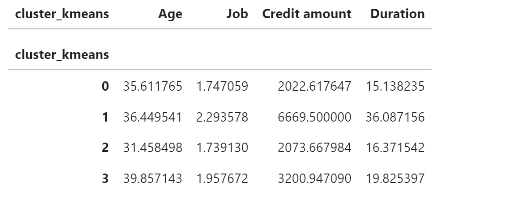 cluster_kmeans Age Job Credit amount Duration
cluster_kmeans
0 35.611765 1.747059 2022.617647 15.138235
1 36.449541 2.293578 6669.500000 36.087156
2 31.458498 1.739130 2073.667984 16.371542
3 39.857143 1.957672 3200.947090 19.825397